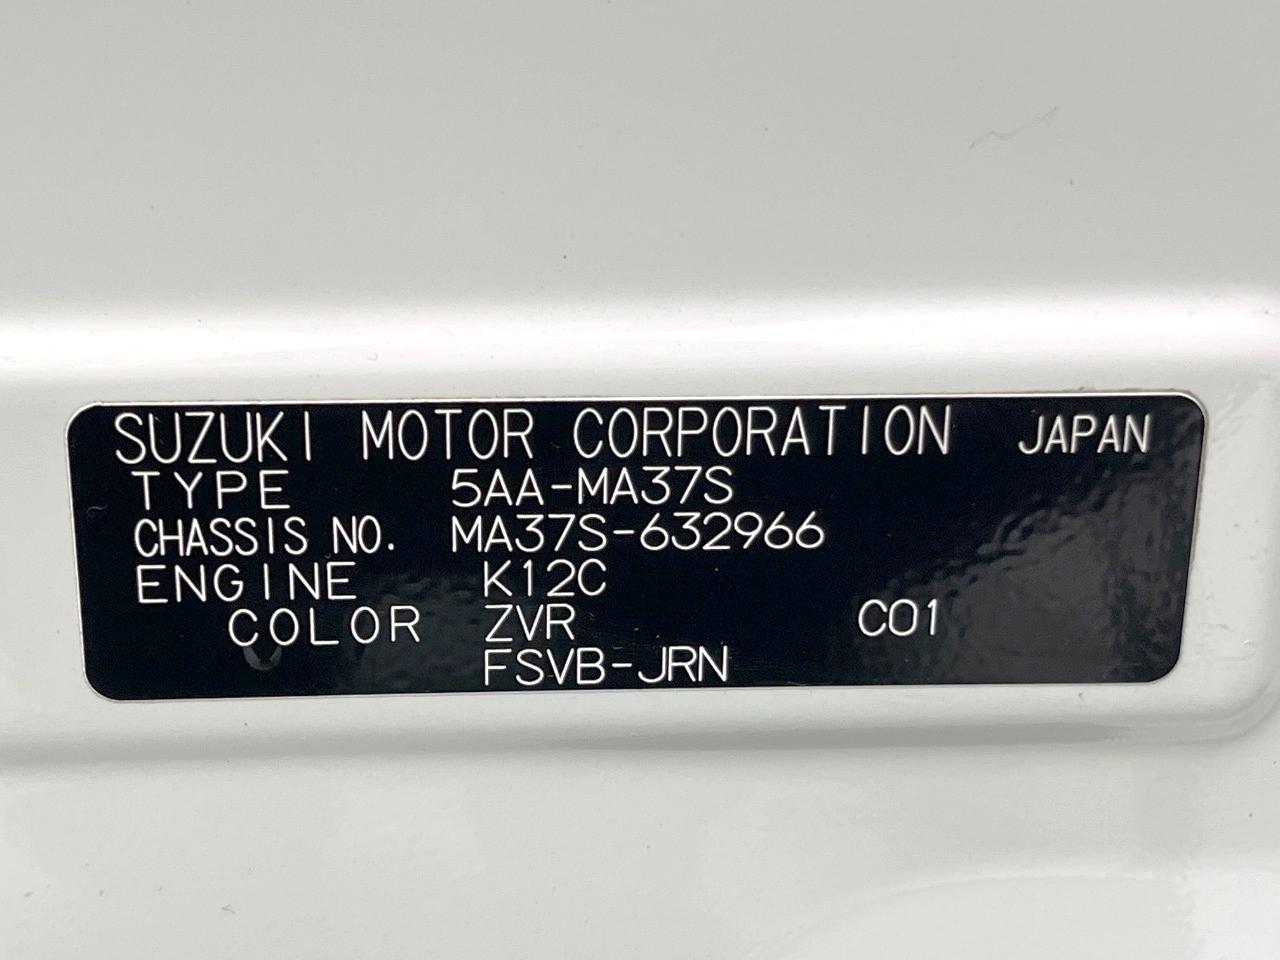 SUZUKI MOTOR CORPORATION JAPAN
TYPE 5AA-MA37S
CHASSIS NO. MA37S-632966
ENGINE K12C
COLOR ZVR C01
FSVB-JRN